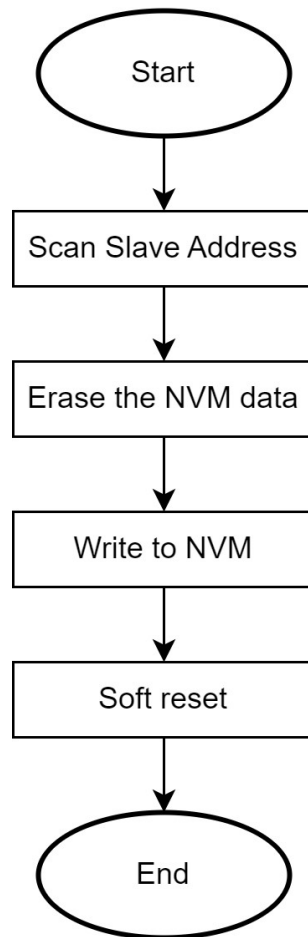 Start
Scan Slave Address
Erase the NVM data
Write to NVM
Soft reset
End